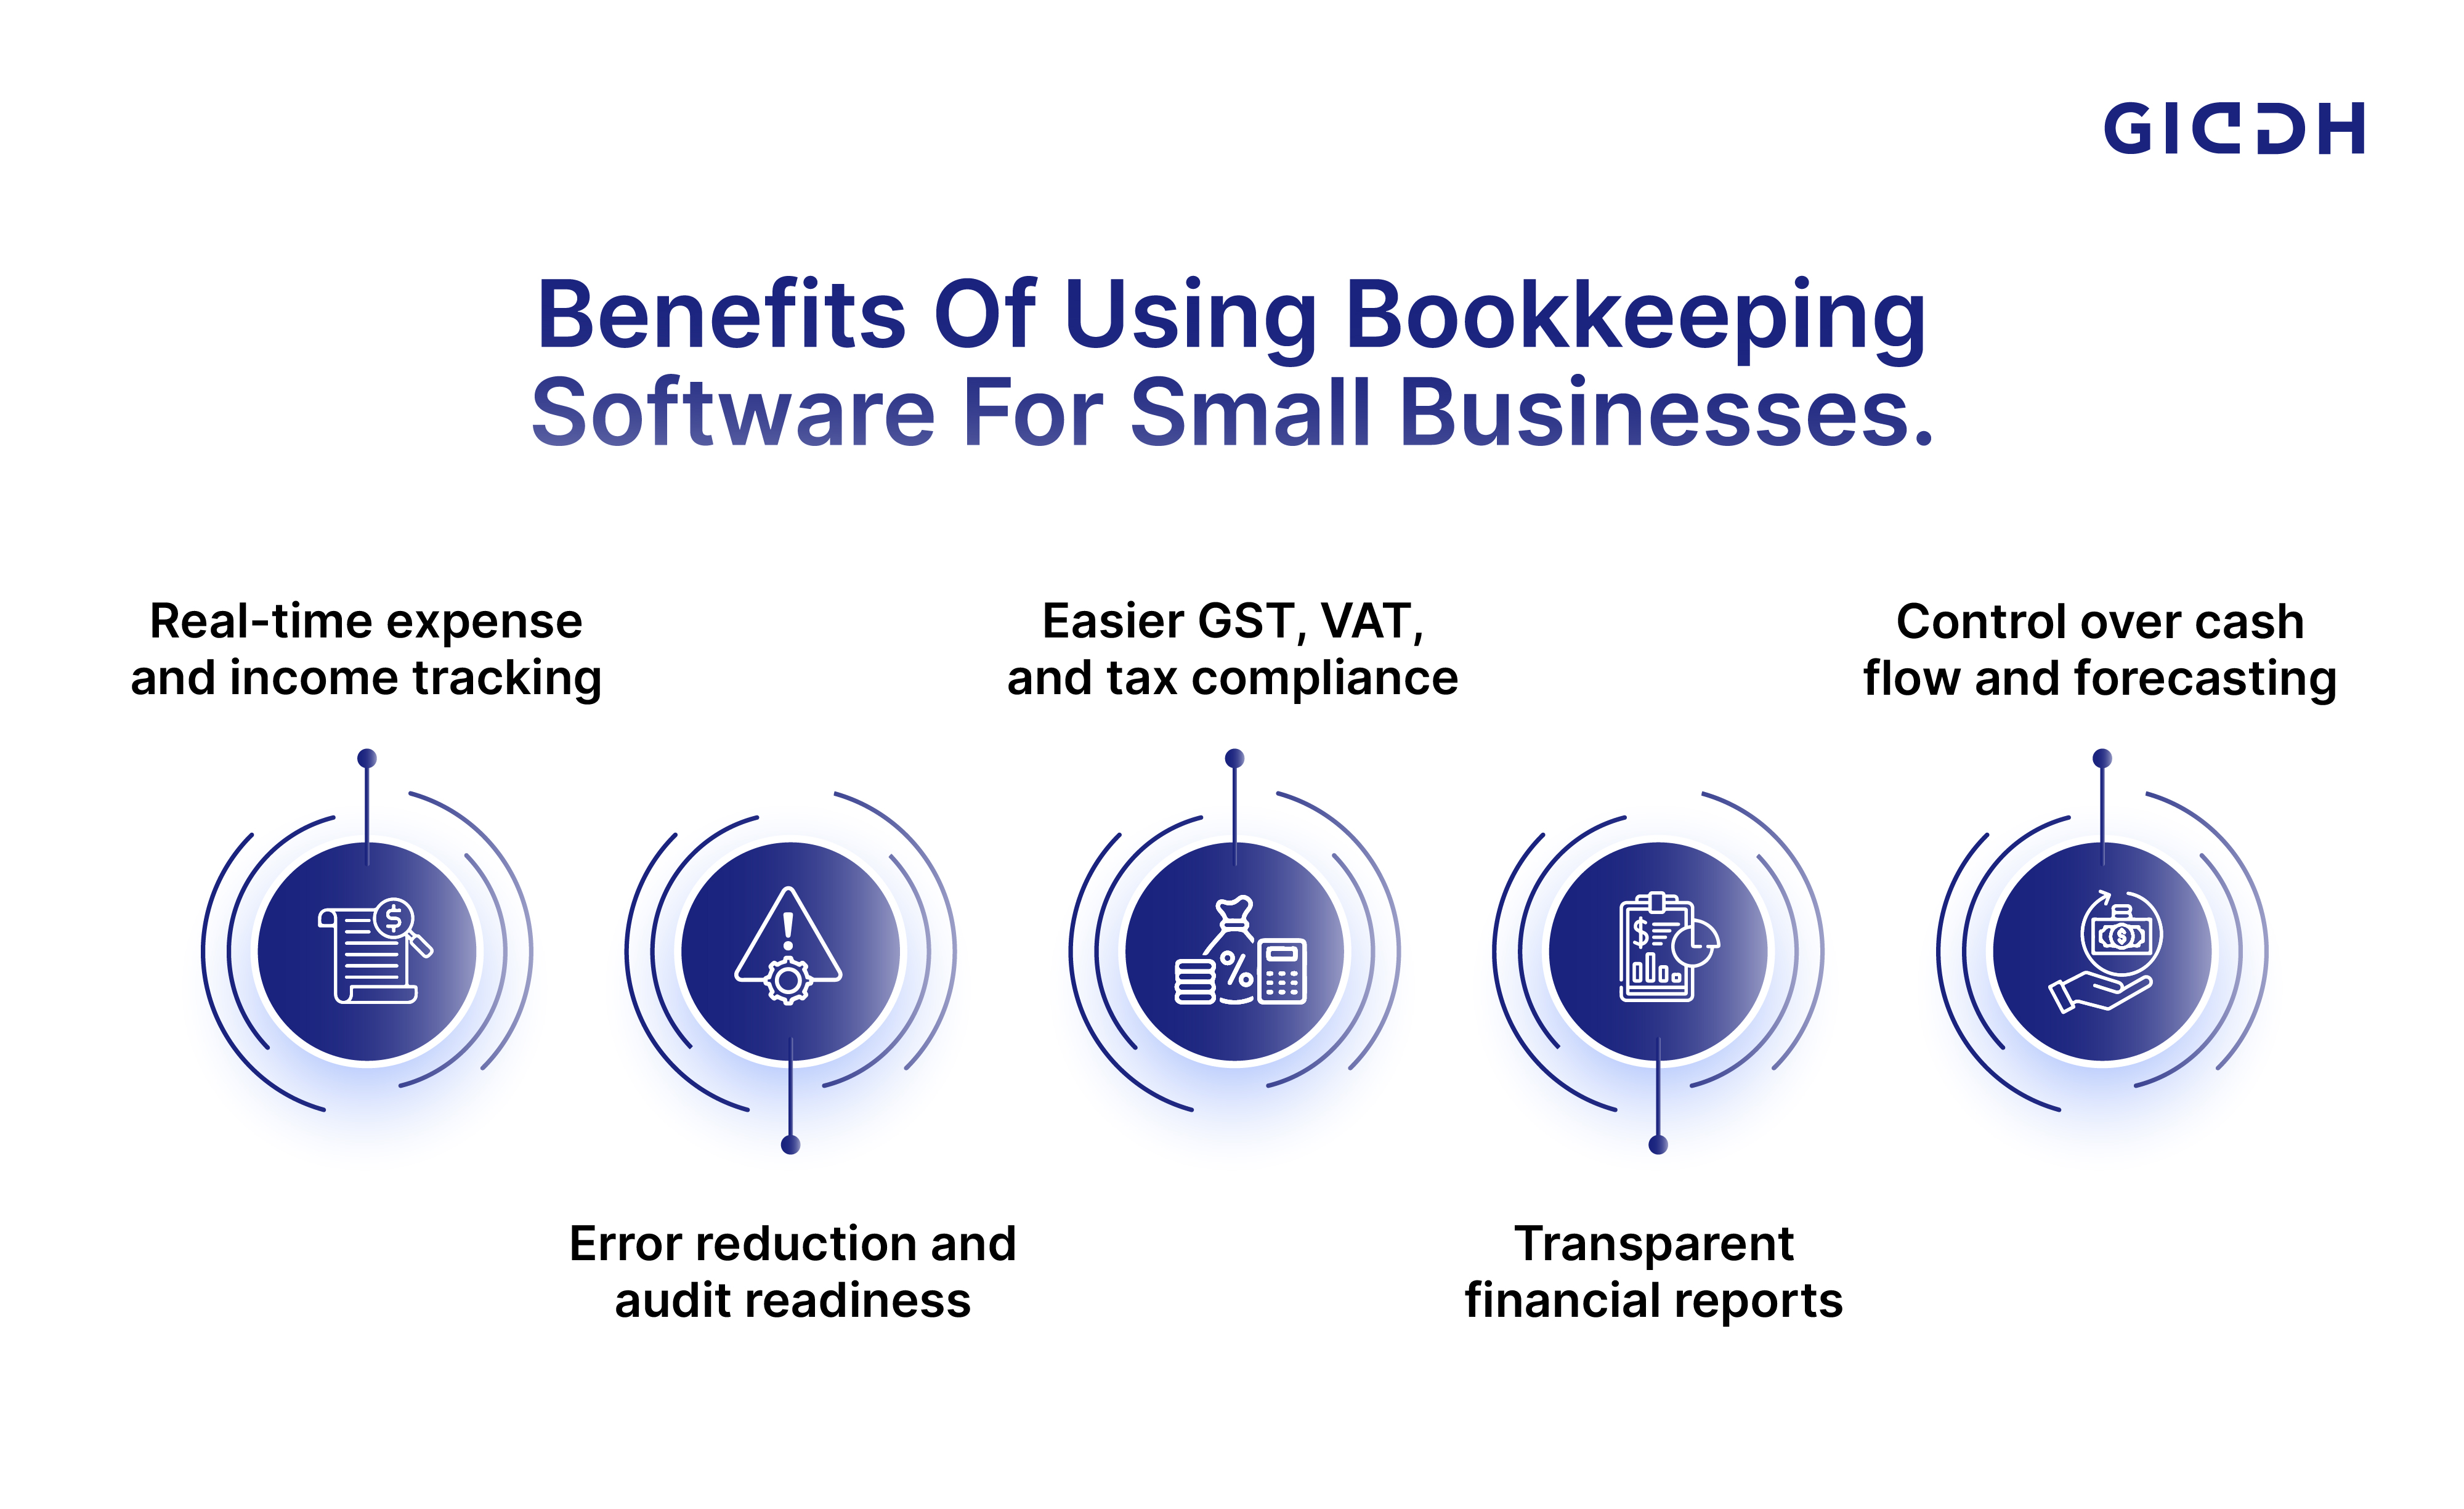 GICDH
Benefits Of Using Bookkeeping
Software For Small Businesses.
Real-time expense
and income tracking
Error reduction and
audit readiness
Easier GST, VAT,
and tax compliance
Transparent
financial reports
Control over cash
flow and forecasting